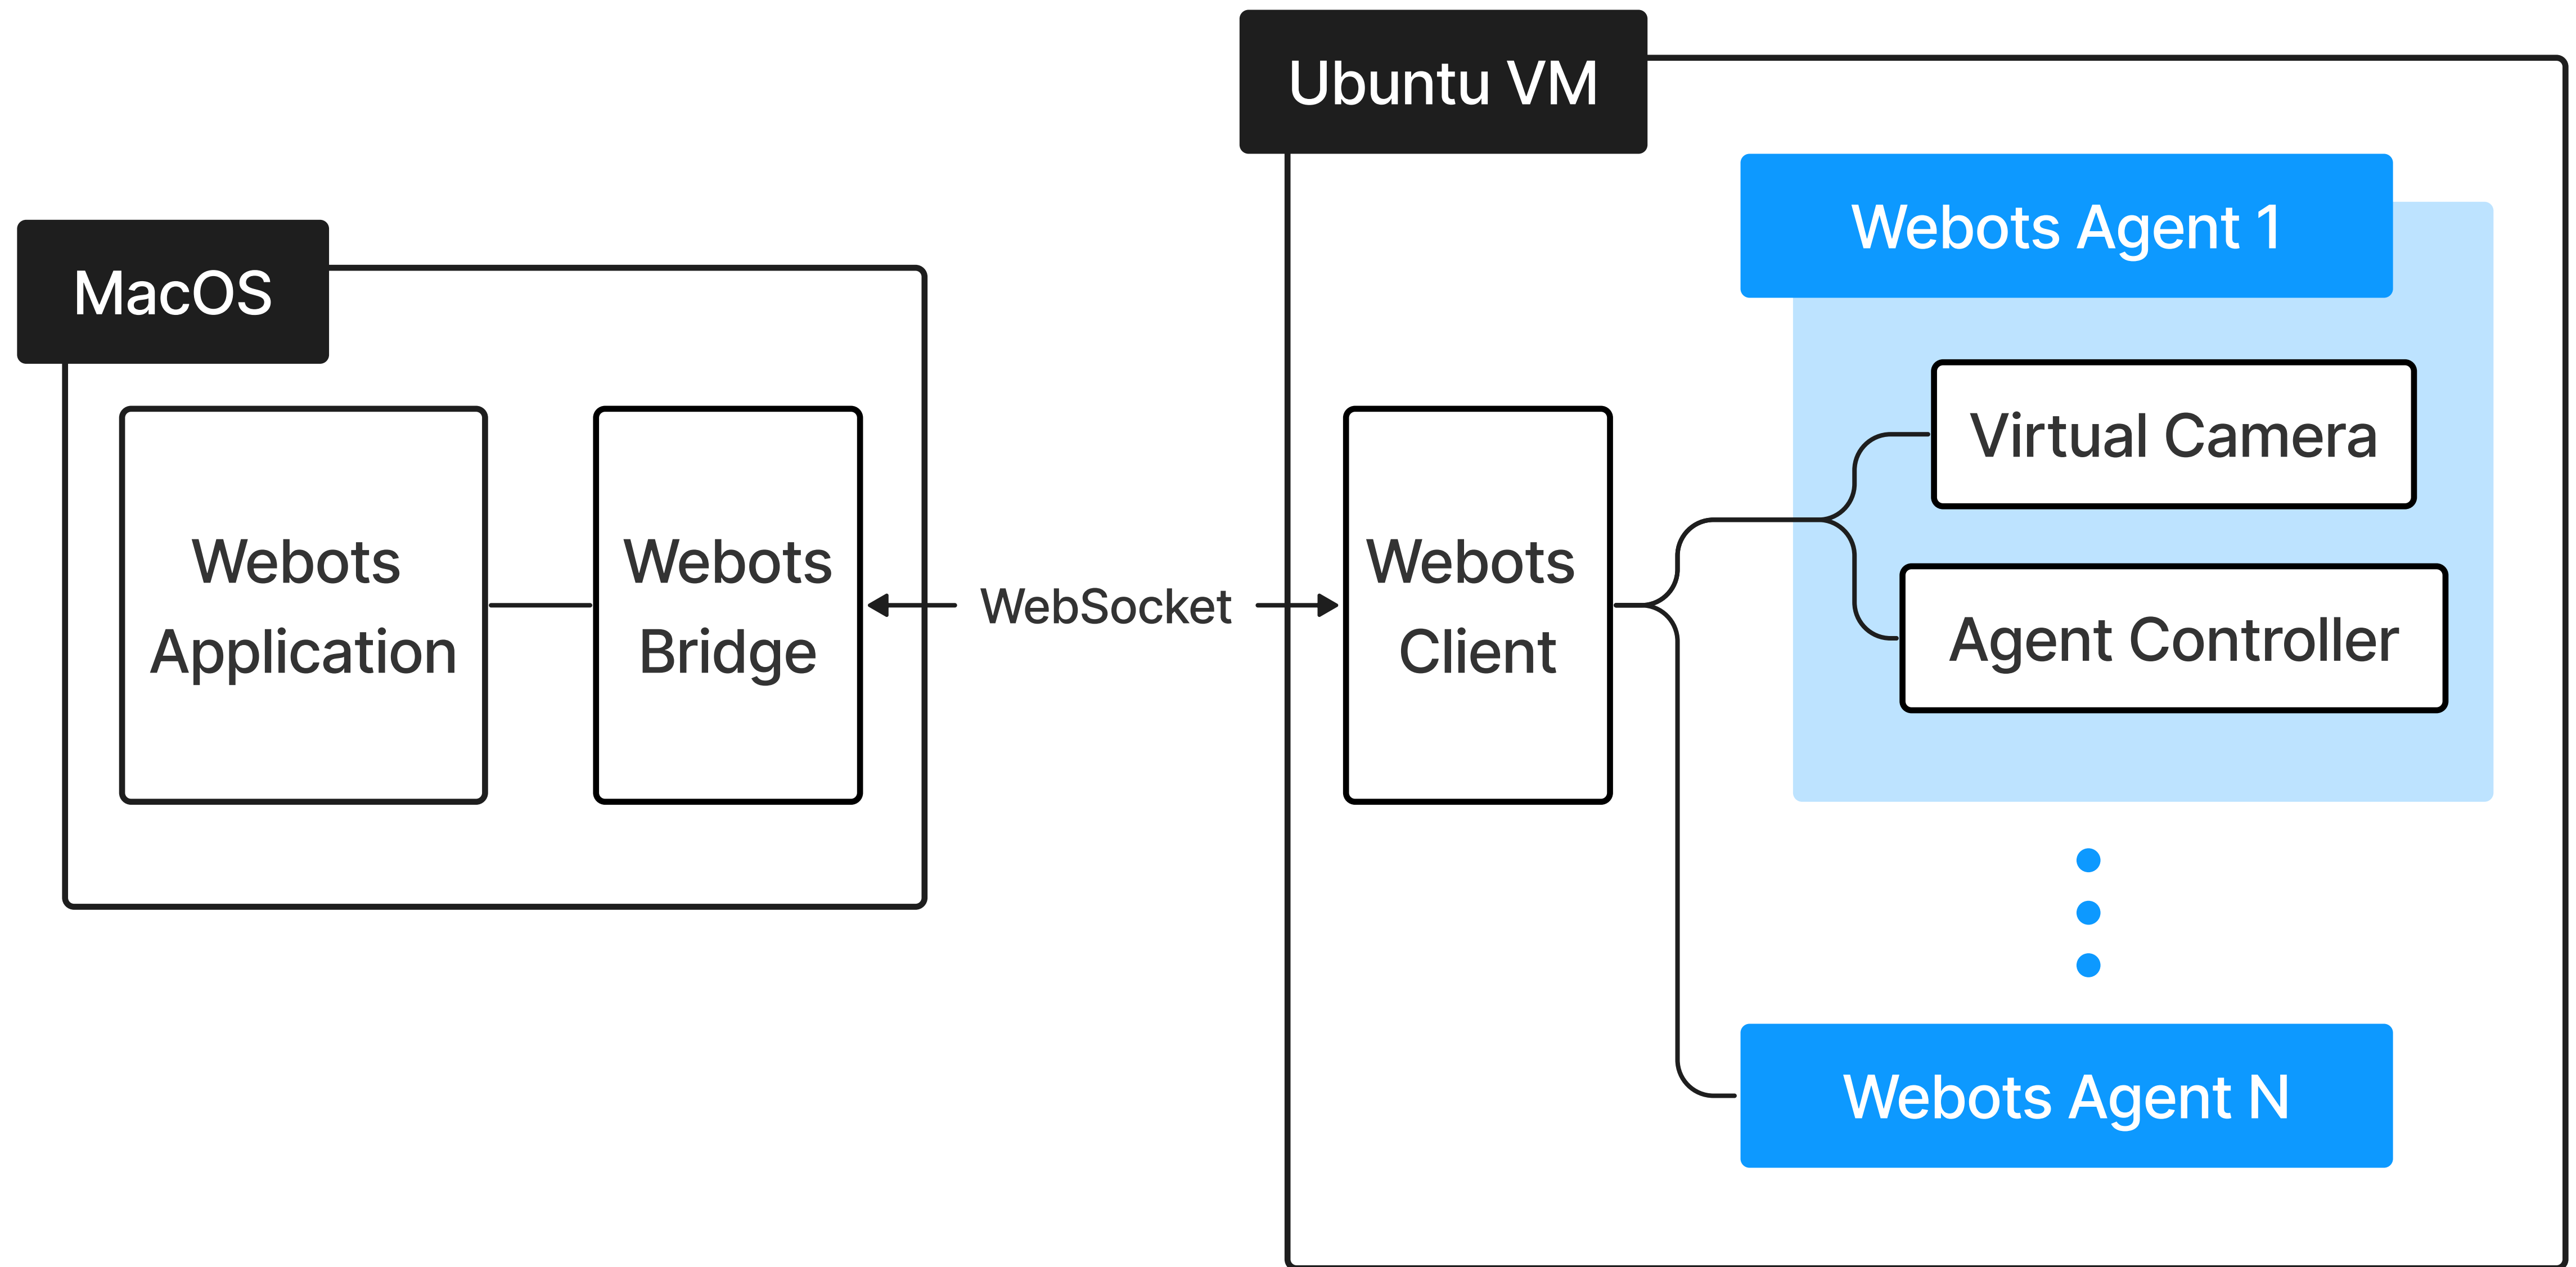 Ubuntu VM
Webots Agent 1
MacOS
Virtual Camera
Webots
Application
Webots
Bridge
WebSocket
Webots
Client
Agent Controller
Webots Agent N